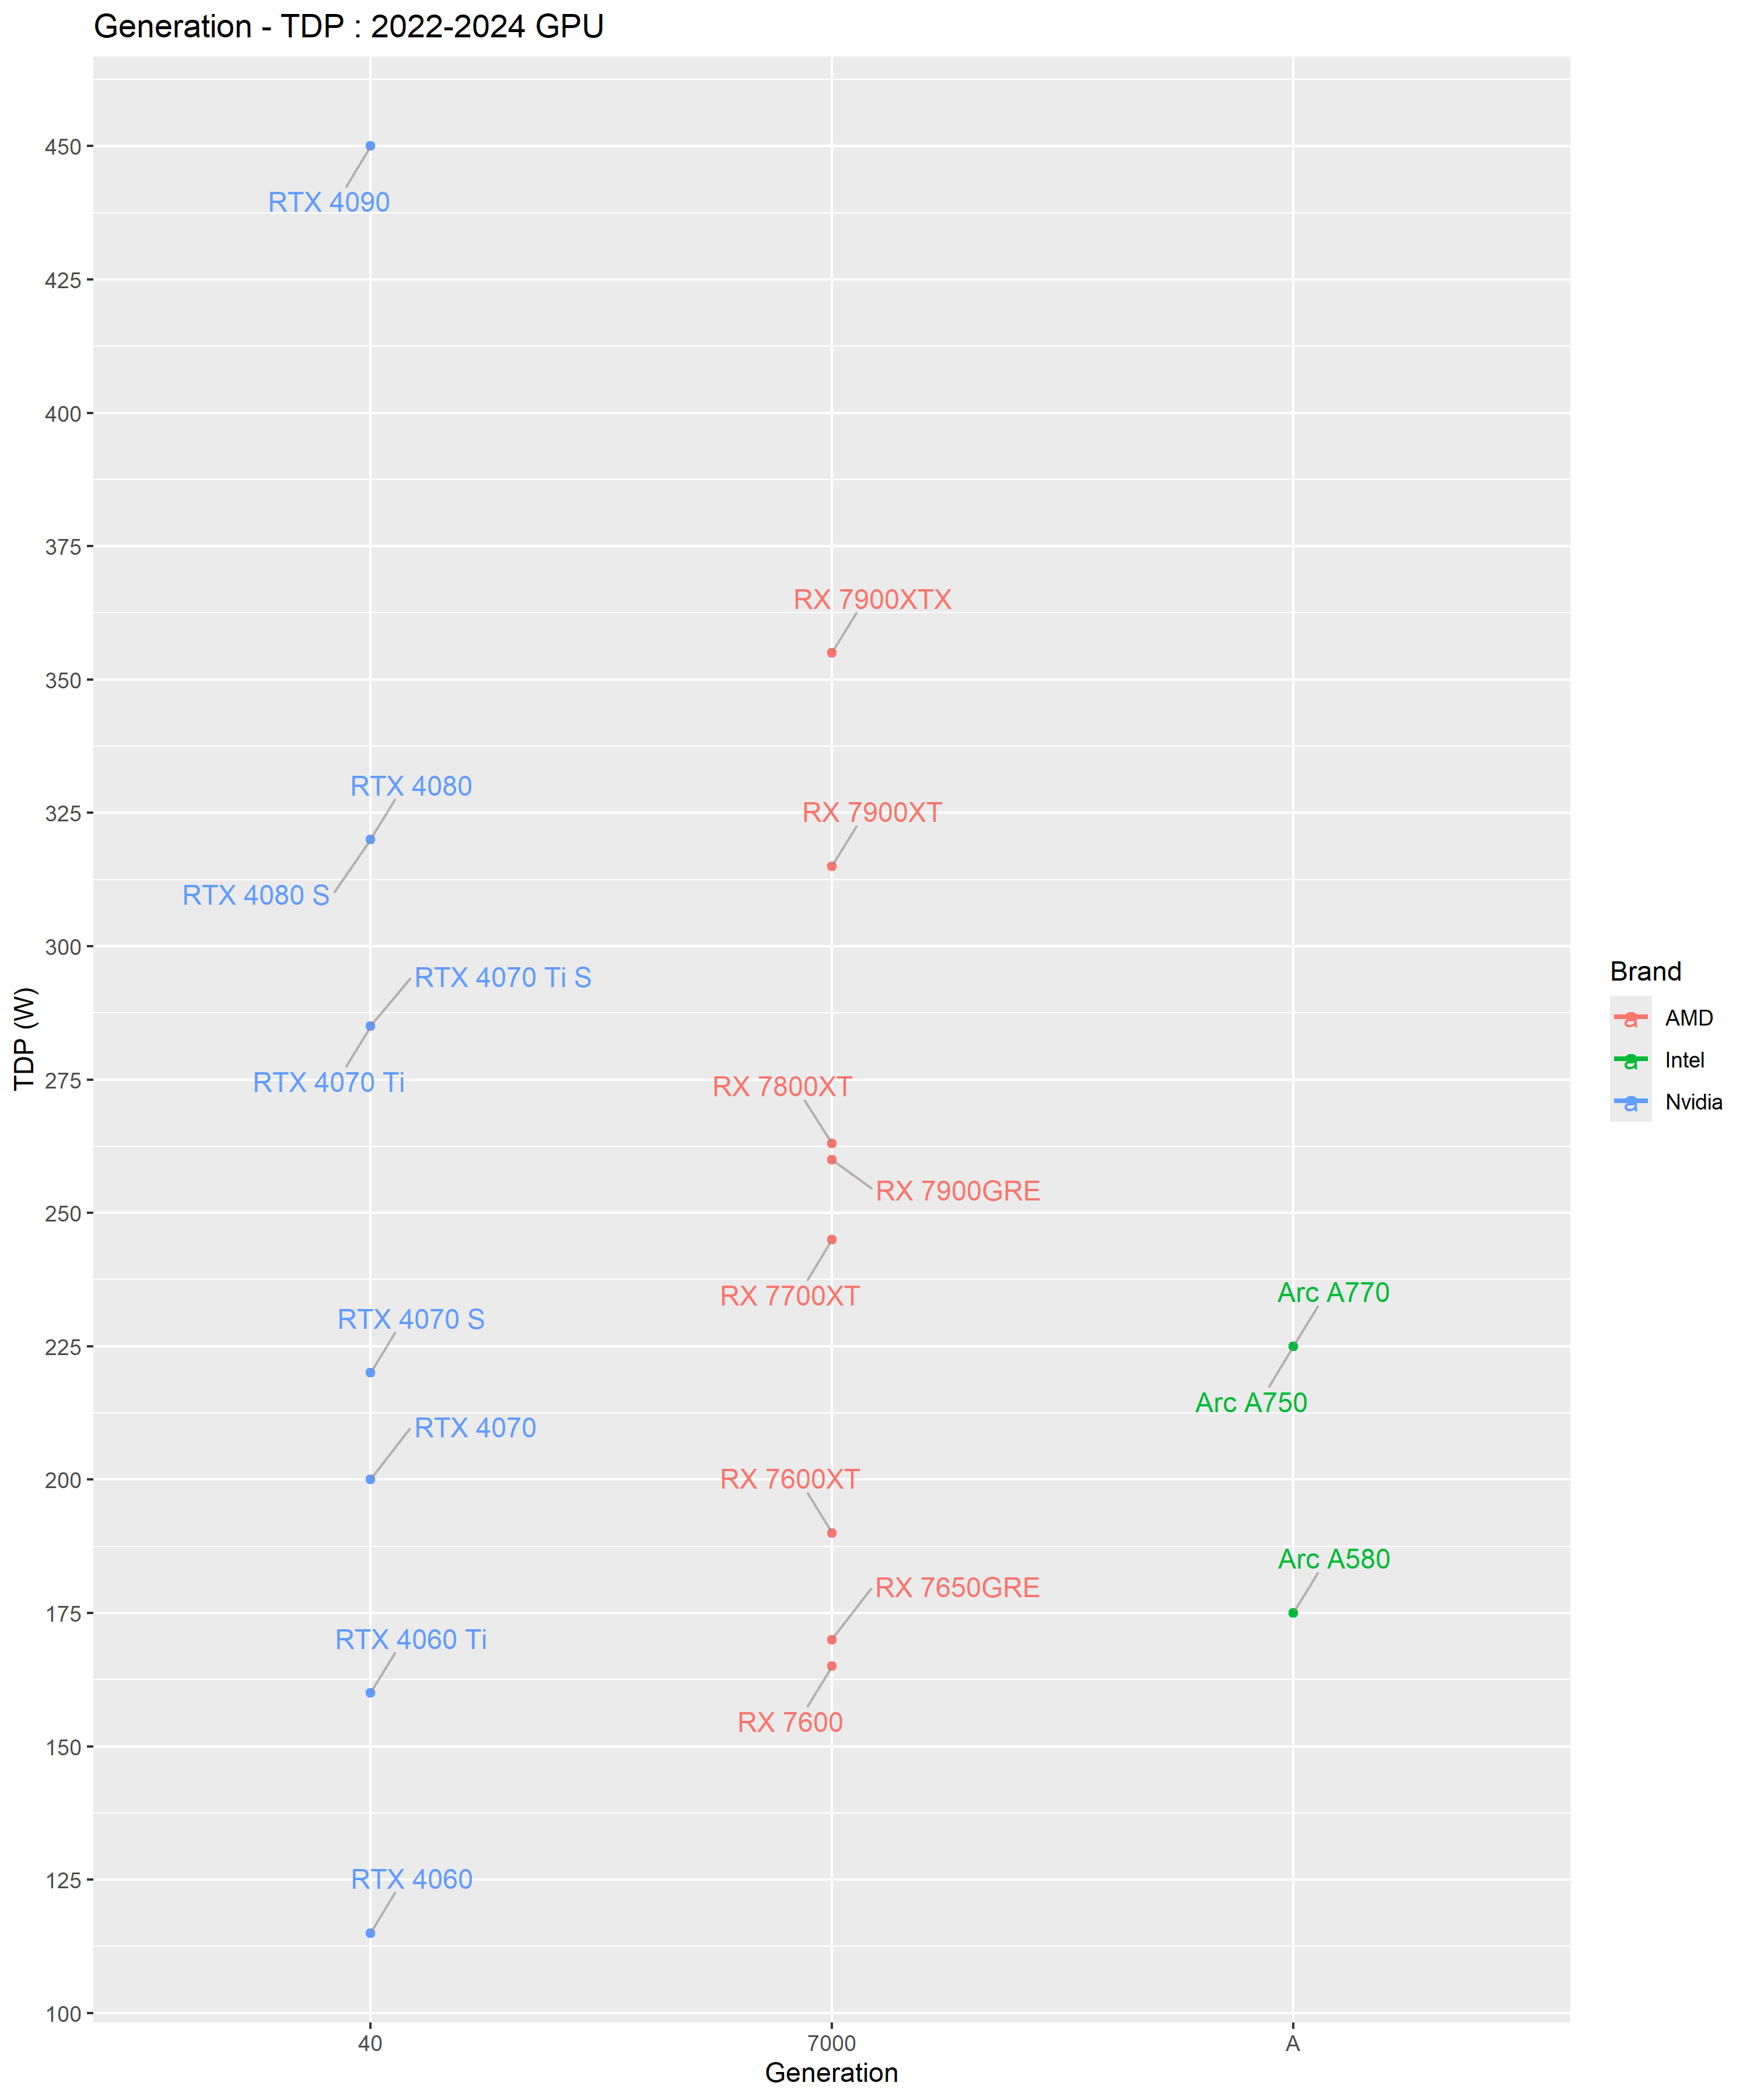 Generation - TDP : 2022-2024 GPU
450
RTX 4090
425
400
375
RX 7900XTX
350
RTX 4080
325
RX 7900XT
RTX 4080 S
300
RTX 4070 Ti S
RTX 4070 Ti
275
RX 7800XT
RX 7900GRE
250
RX 7700XT
Arc A770
RTX 4070 S
225
Arc A750
RTX 4070
200
RX 7600XT
Arc A580
RX 7650GRE
175
RTX 4060 Ti
RX 7600
150
125
RTX 4060
100
TDP (W)
40
7000
A
Generation
Brand
a AMD
a Intel
a Nvidia